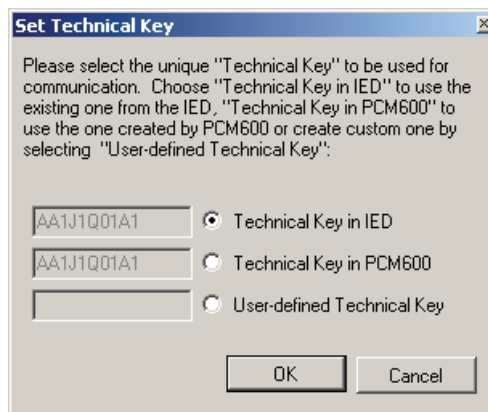 Set Technical Key
Please select the unique "Technical Key" to be used for
communication. Choose "Technical Key in IED" to use the
existing one from the IED, "Technical Key in PCM600" to
use the one created by PCM600 or create custom one by
selecting "User-defined Technical Key":
AA1J1Q01A1 Technical Key in IED
AA1J1Q01A1 Technical Key in PCM600
User-defined Technical Key
OK Cancel